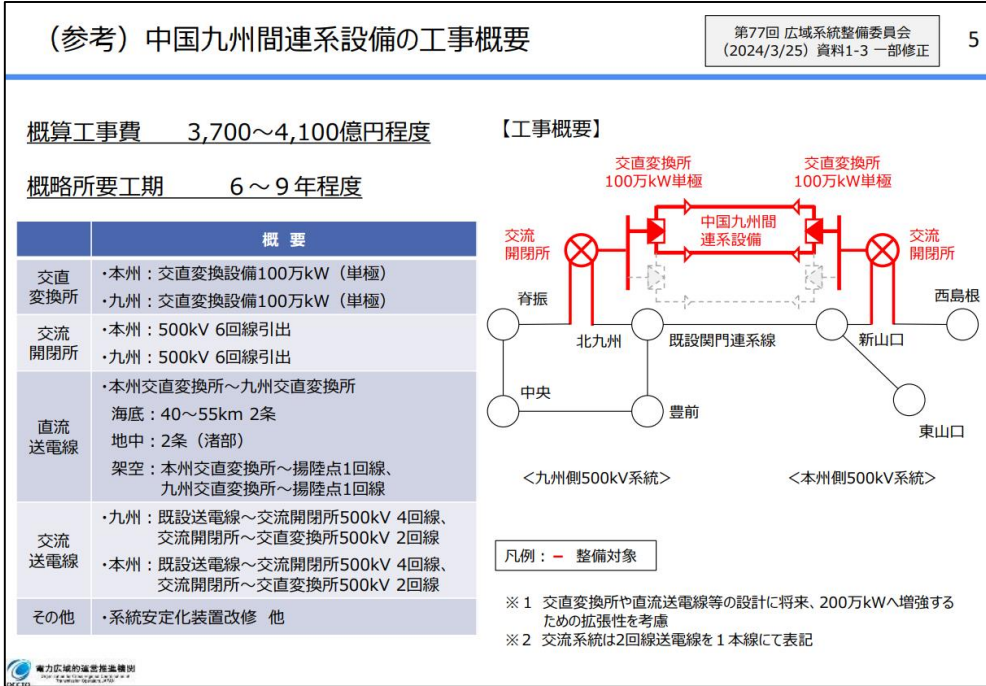 （参考）中国九州間連系設備の工事概要
第77回 広域系統整備委員会
（2024/3/25）資料1-3 一部修正
5
概算工事費　3,700～4,100億円程度
概略所要工期　6～9年程度
概 要
交直
変換所
・本州：交直変換設備100万kW（単極）
・九州：交直変換設備100万kW（単極）
交流
開閉所
・本州：500kV 6回線引出
・九州：500kV 6回線引出
直流
送電線
・本州交直変換所～九州交直変換所
海底：40～55km 2条
地中：2条（渚部）
架空：本州交直変換所～揚陸点1回線、
九州交直変換所～揚陸点1回線
交流
送電線
・九州：既設送電線～交流開閉所500kV 4回線、
交流開閉所～交直変換所500kV 2回線
・本州：既設送電線～交流開閉所500kV 4回線、
交流開閉所～交直変換所500kV 2回線
その他
・系統安定化装置改修 他
【工事概要】
交直変換所
100万kW単極
交直変換所
100万kW単極
中国九州間
連系設備
交流
開閉所
交流
開閉所
脊振
北九州
既設関門連系線
新山口
西島根
中央
豊前
東山口
＜九州側500kV系統＞
＜本州側500kV系統＞
凡例：－ 整備対象
※１ 交直変換所や直流送電線等の設計に将来、200万kWへ増強する
ための拡張性を考慮
※２ 交流系統は2回線送電線を１本線にて表記
電力広域的運営推進機関